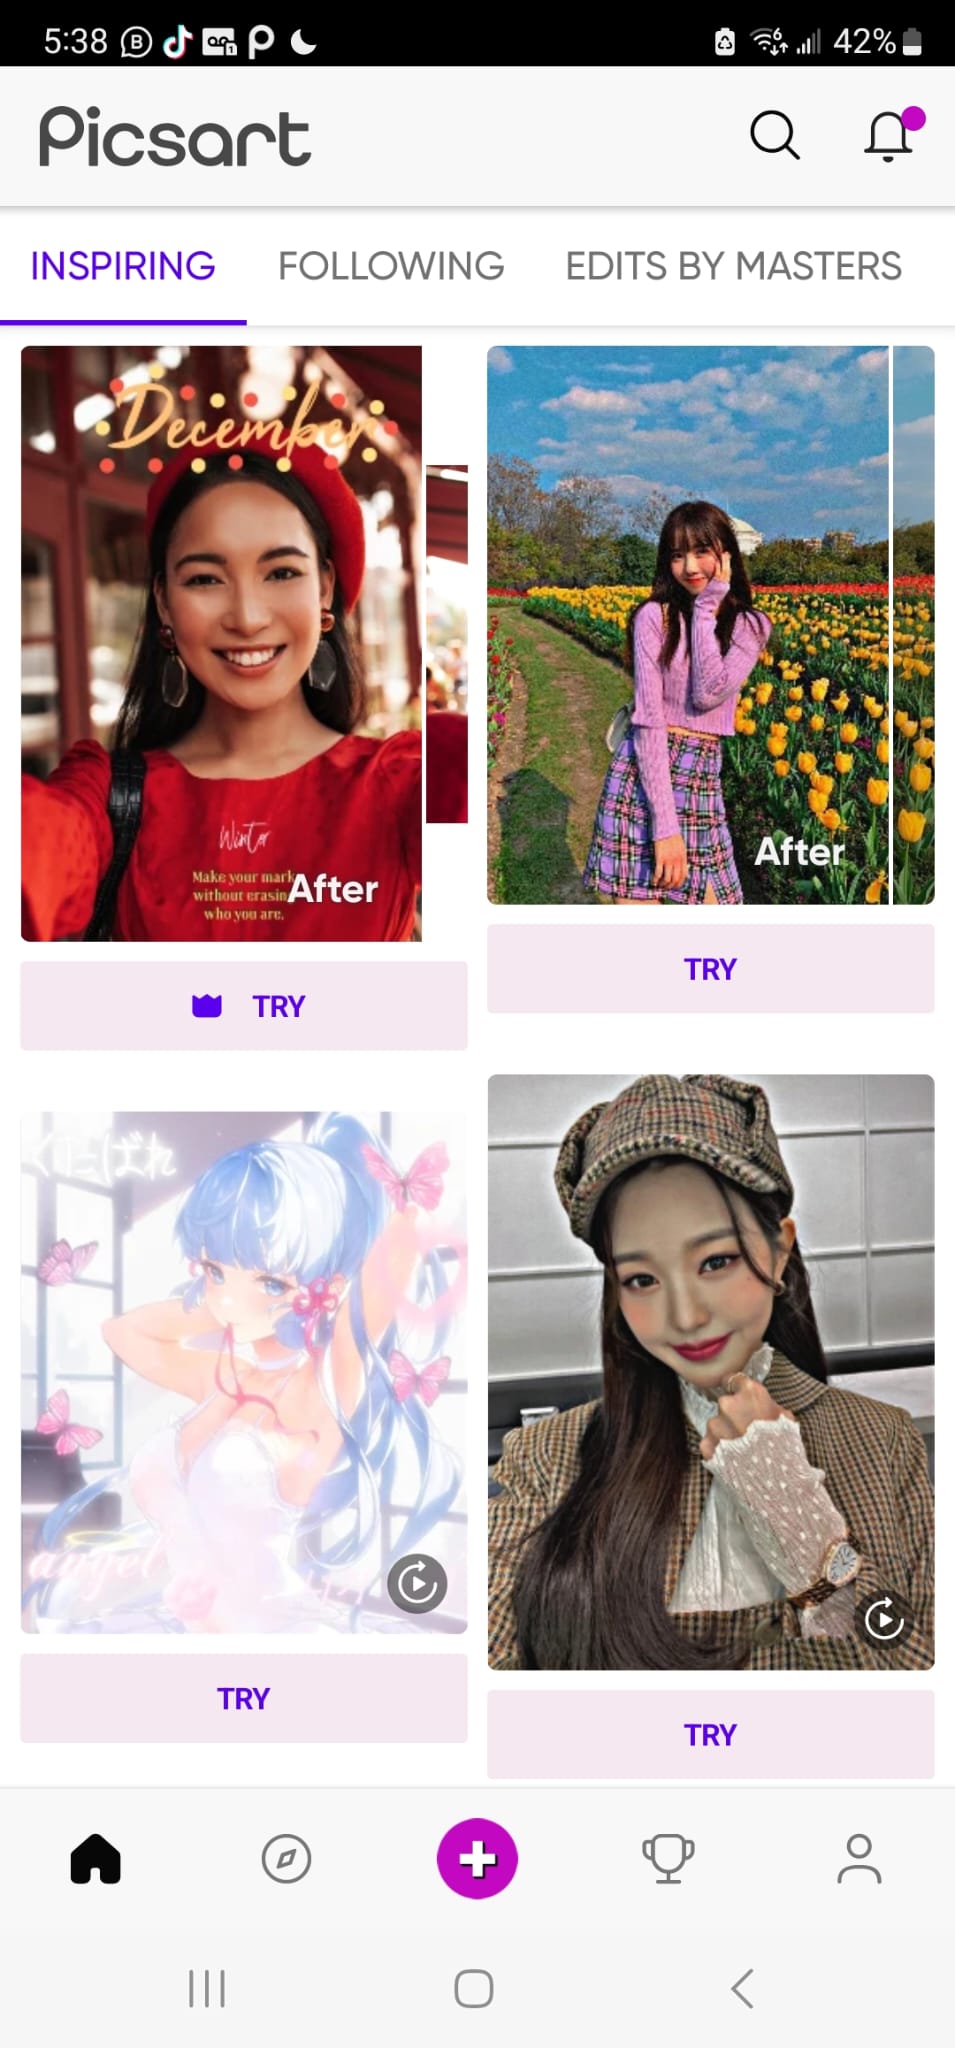 5:38
42%
Picsart
INSPIRING FOLLOWING EDITS BY MASTERS
December
Winter
Make your mark
without erasin
who you are.
After
TRY
After
TRY
くたばれ
angel
TRY
TRY